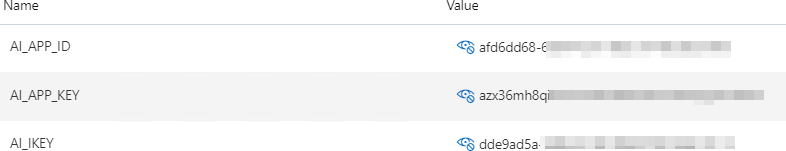 Name Value
AI_APP_ID afd6dd68-6
AI_APP_KEY azx36mh8qi
AI_IKEY dde9ad5a-